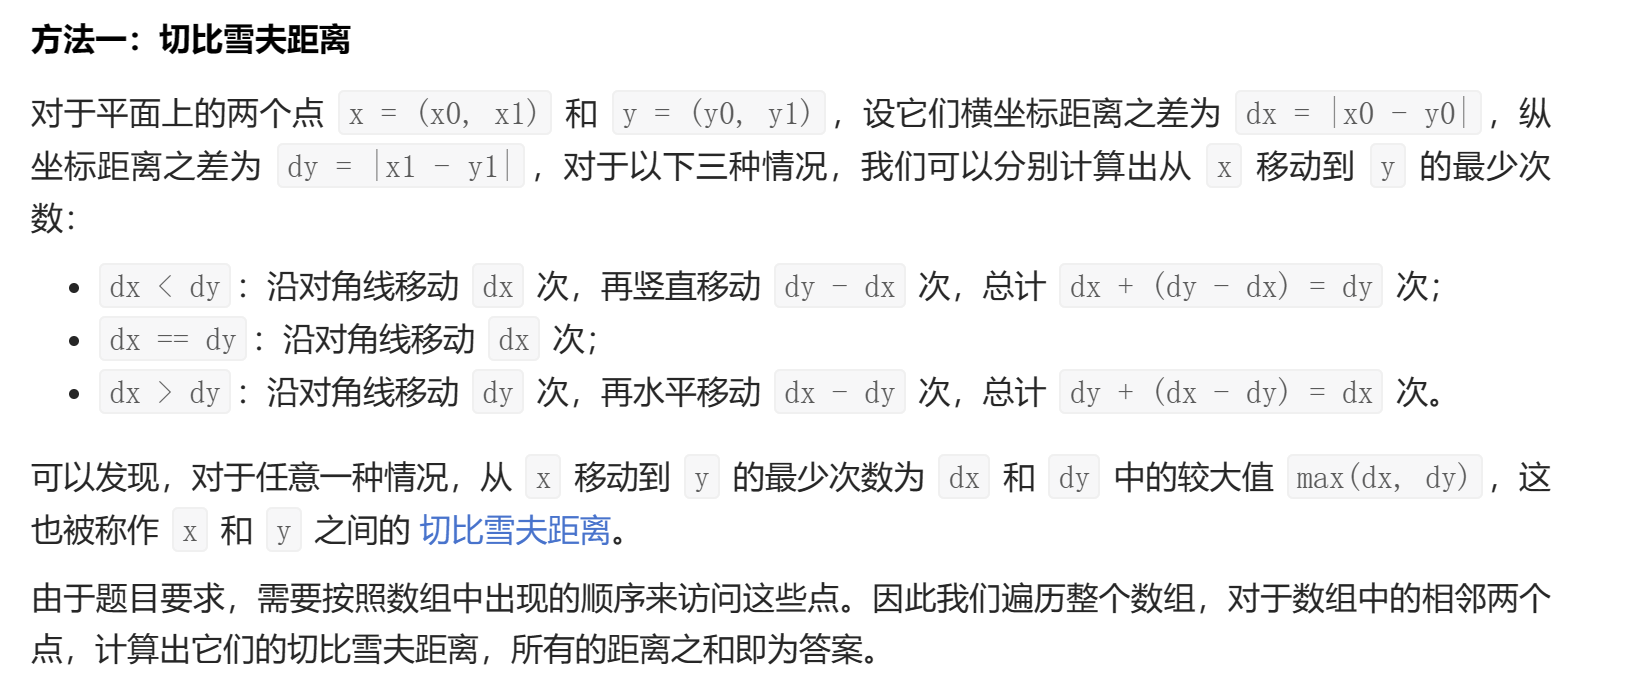 方法一：切比雪夫距离
对于平面上的两个点 x = (x0, x1) 和 y = (y0, y1) ，设它们横坐标距离之差为 dx = |x0 - y0| ，纵
坐标距离之差为 dy = |x1 - y1| ，对于以下三种情况，我们可以分别计算出从 x 移动到 y 的最少次
数：
• dx < dy ：沿对角线移动 dx 次，再竖直移动 dy - dx 次，总计 dx + (dy - dx) = dy 次；
• dx == dy ：沿对角线移动 dx 次；
• dx > dy ：沿对角线移动 dy 次，再水平移动 dx - dy 次，总计 dy + (dx - dy) = dx 次。
可以发现，对于任意一种情况，从 x 移动到 y 的最少次数为 dx 和 dy 中的较大值 max(dx, dy) ，这
也被称作 x 和 y 之间的 切比雪夫距离。
由于题目要求，需要按照数组中出现的顺序来访问这些点。因此我们遍历整个数组，对于数组中的相邻两个
点，计算出它们的切比雪夫距离，所有的距离之和即为答案。